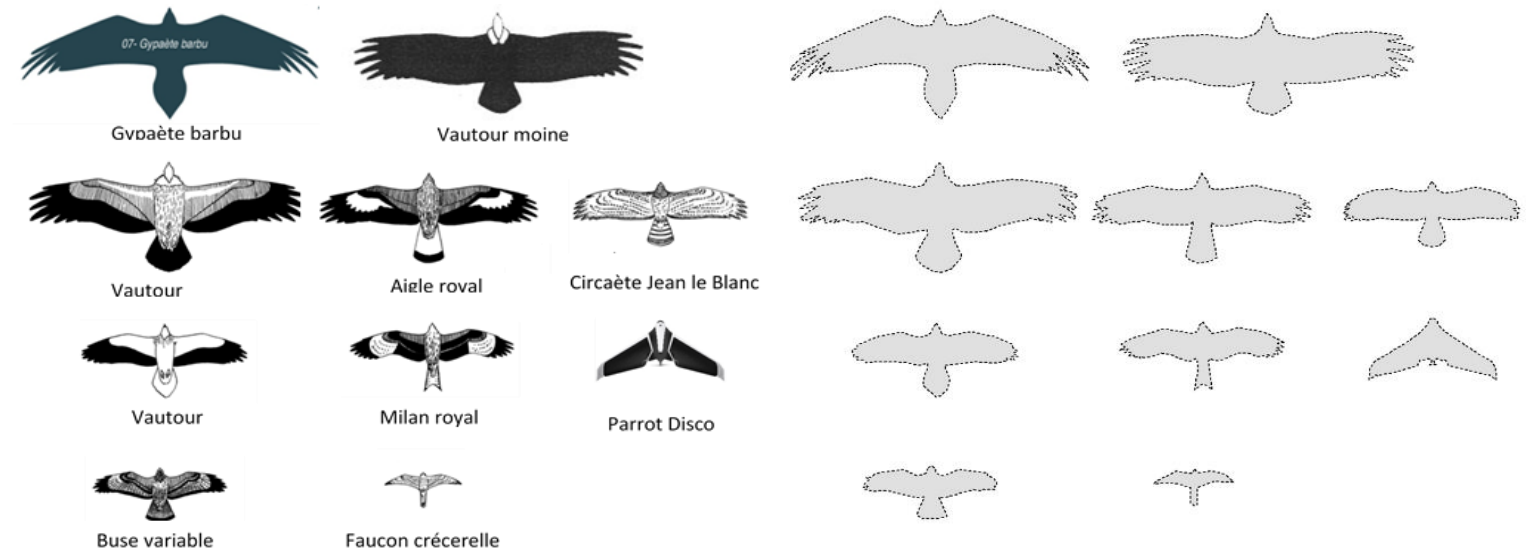 07- Gypaète barbu
Gypaète barbu
Vautour moine
Vautour
Aigle royal
Circaète Jean le Blanc
Vautour
Milan royal
Parrot Disco
Buse variable
Faucon crécerelle